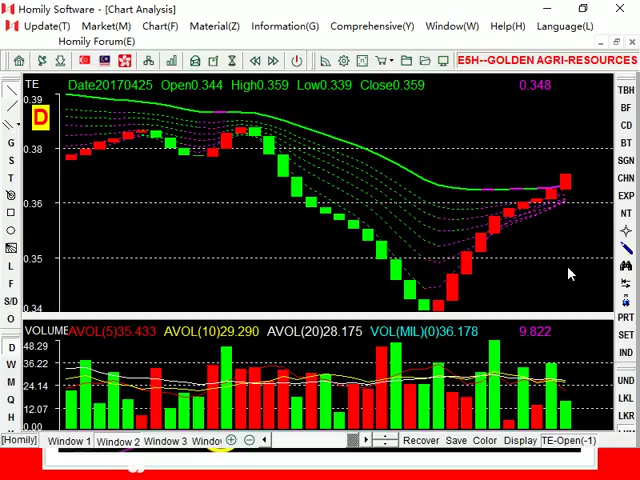 Homily Software - [Chart Analysis]
Update(T) Market(M) Chart(F) Material(Z) Information(G) Comprehensive(Y) Window(W) Help(H) Language(L)
Homily Forum(E)
E5H--GOLDEN AGRI-RESOURCES
TE Date20170425 Open0.344 High0.359 Low0.339 Close0.359 0.348
0.39
D
0.38
0.36
0.35
0.34
VOLUME AVOL(5)35.433 AVOL(10)29.290 AVOL(20)28.175 VOL(MIL)(0)36.178 9.822
48.29
36.22
24.14
12.07
0.00
G
S
T
L
F
S/D
O
D
W
M
Q
H
TBH
BF
CD
BT
SGN
CHN
EXP
NT
PRT
SET
IND
UND
LKL
LKR
[Homily] Window 1 Window 2 Window 3 Windov Recover Save Color Display TE-Open(-1)